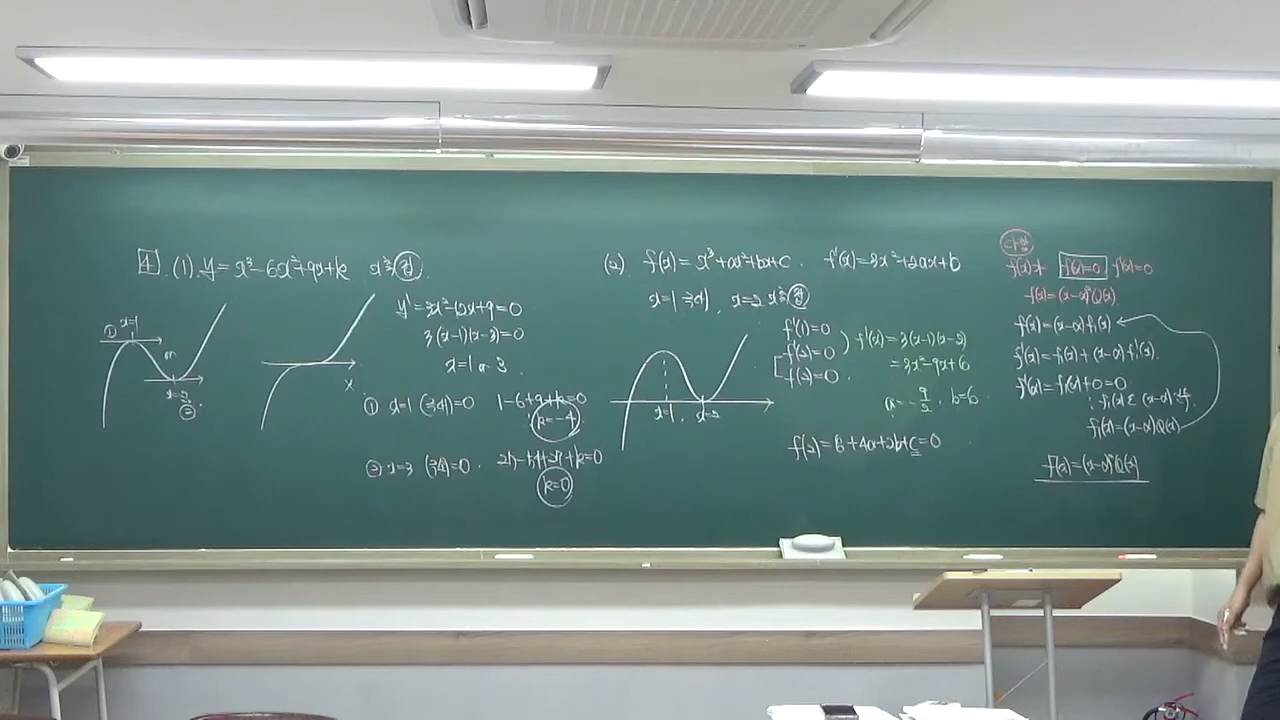 4 (1) y = x³-6x²+9x+k x축 접
y' = 3x²-12x+9=0
3(x-1)(x-3)=0
x=1 or 3
① x=1
or
x=3
②
x
① x=1 (극대)=0 1-6+9+k=0
k=-4
② x=3 (극소)=0. 27-54+27+k=0
k=0
(2) f(x) = x³+ax²+bx+c. f'(x)=3x²+2ax+b
x=1 극대, x=2 x축 접
f'(1)=0
f'(2)=0
f(2)=0
f'(x)=3(x-1)(x-2)
=3x²-9x+6
a=-9/2, b=6
x=1, x=2
f(2)=8+4a+2b+c=0
f(α)=0 f'(α)=0
f(x)=(x-α)²Q(x)
f(x)=(x-α)f₁(x)
f'(x)=f₁(x)+(x-α)f₁'(x).
f'(α)=f₁(α)+0=0
f₁(x)=(x-α)Q(x)
f(x)=(x-α)²Q(x)